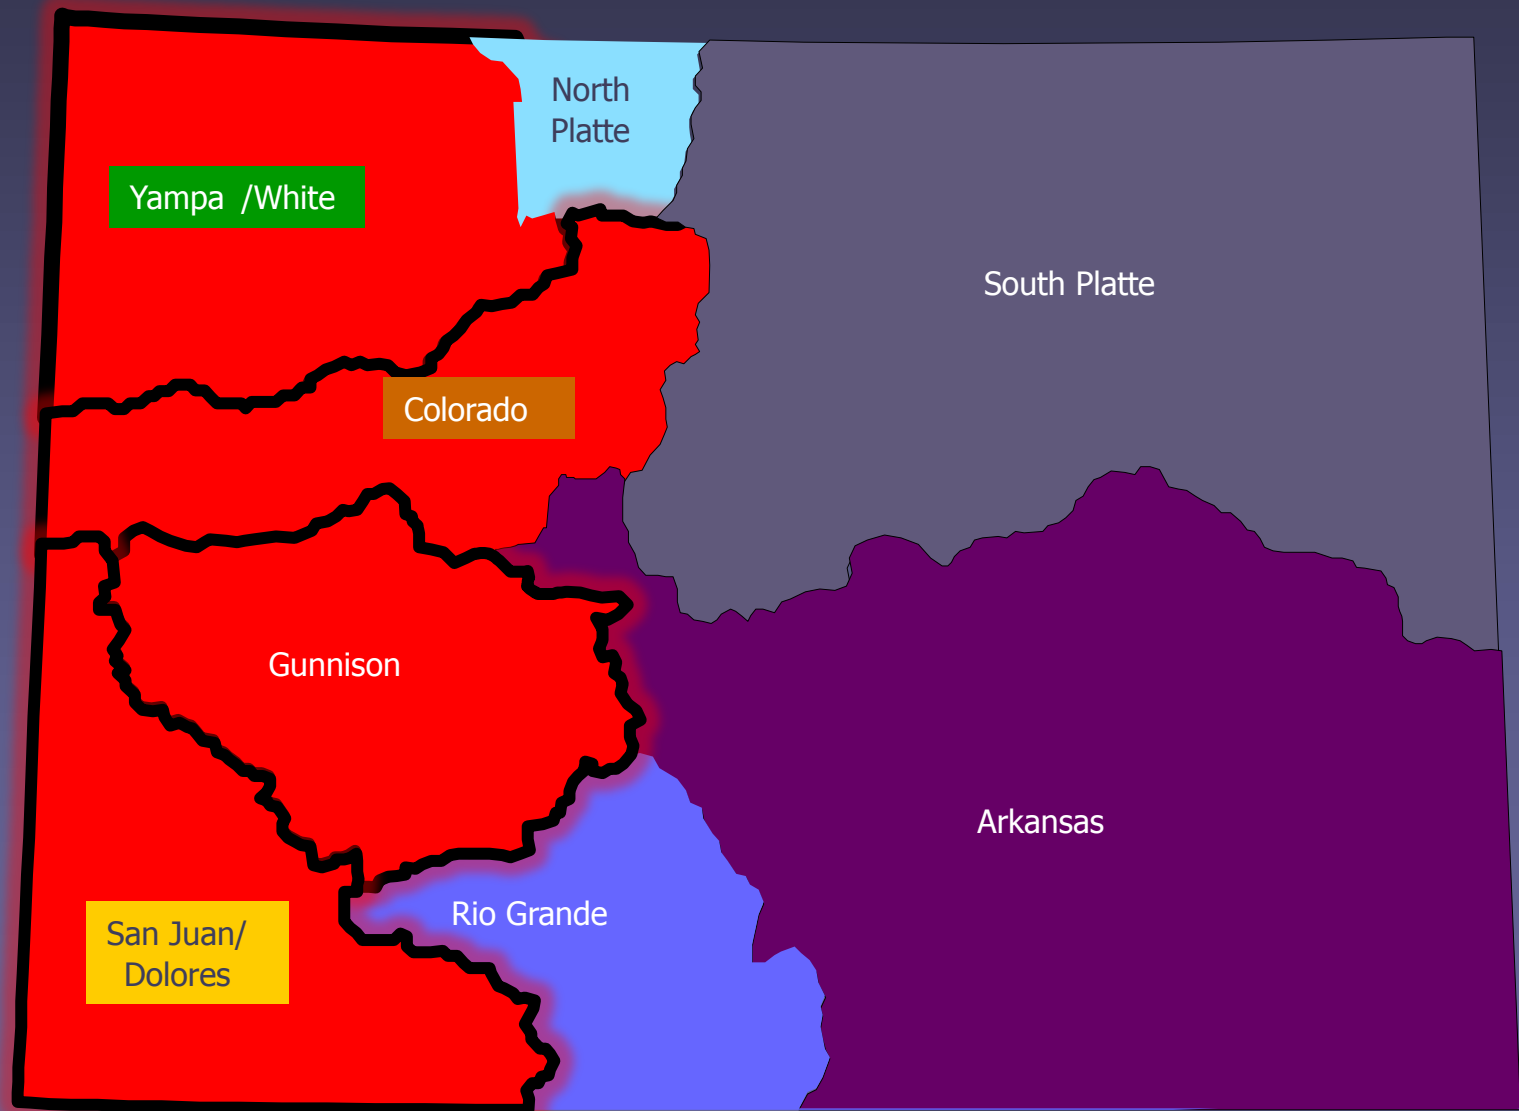 North
Platte
Yampa /White
South Platte
Colorado
Gunnison
Arkansas
Rio Grande
San Juan/
Dolores